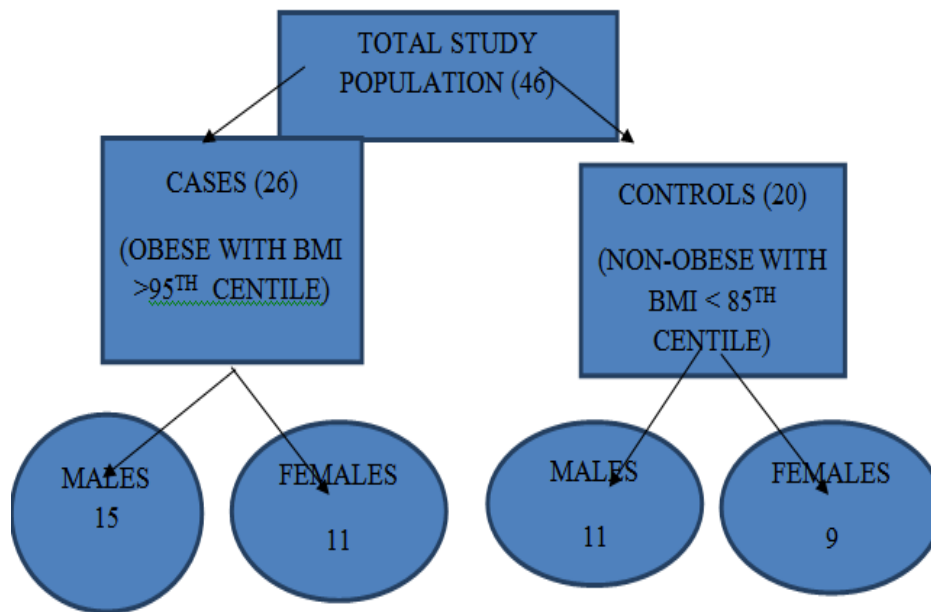 TOTAL STUDY
POPULATION (46)
CASES (26)
(OBESE WITH BMI
>95TH CENTILE)
CONTROLS (20)
(NON-OBESE WITH
BMI < 85TH
CENTILE)
MALES
15
FEMALES
11
MALES
11
FEMALES
9